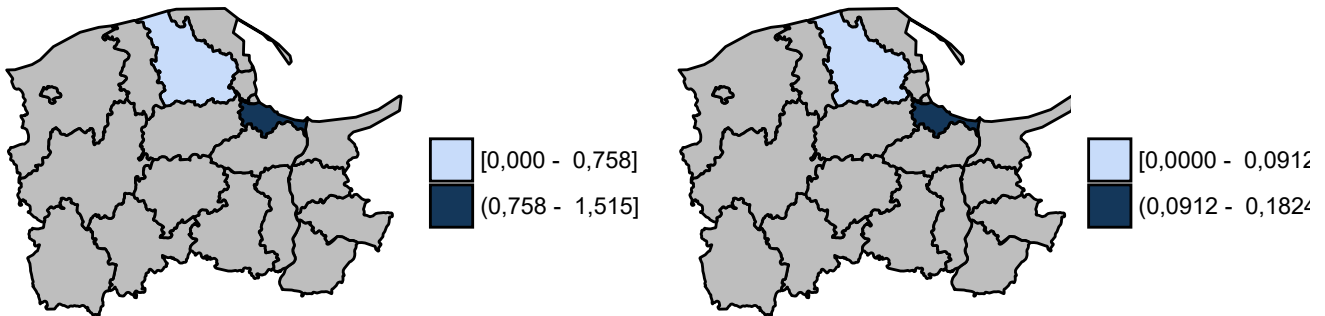 [0,000 - 0,758]
(0,758 - 1,515]
[0,0000 - 0,0912
(0,0912 - 0,1824